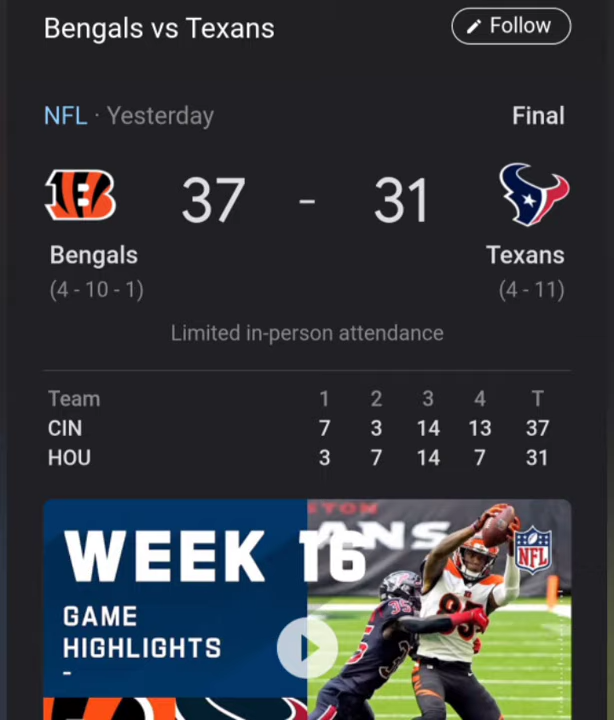 Bengals vs Texans
Follow
NFL · Yesterday
Final
37 - 31
Bengals
Texans
(4 - 10 - 1)
(4 - 11)
Limited in-person attendance
Team 1 2 3 4 T
CIN 7 3 14 13 37
HOU 3 7 14 7 31
WEEK 16
GAME
HIGHLIGHTS
-
NFL
35